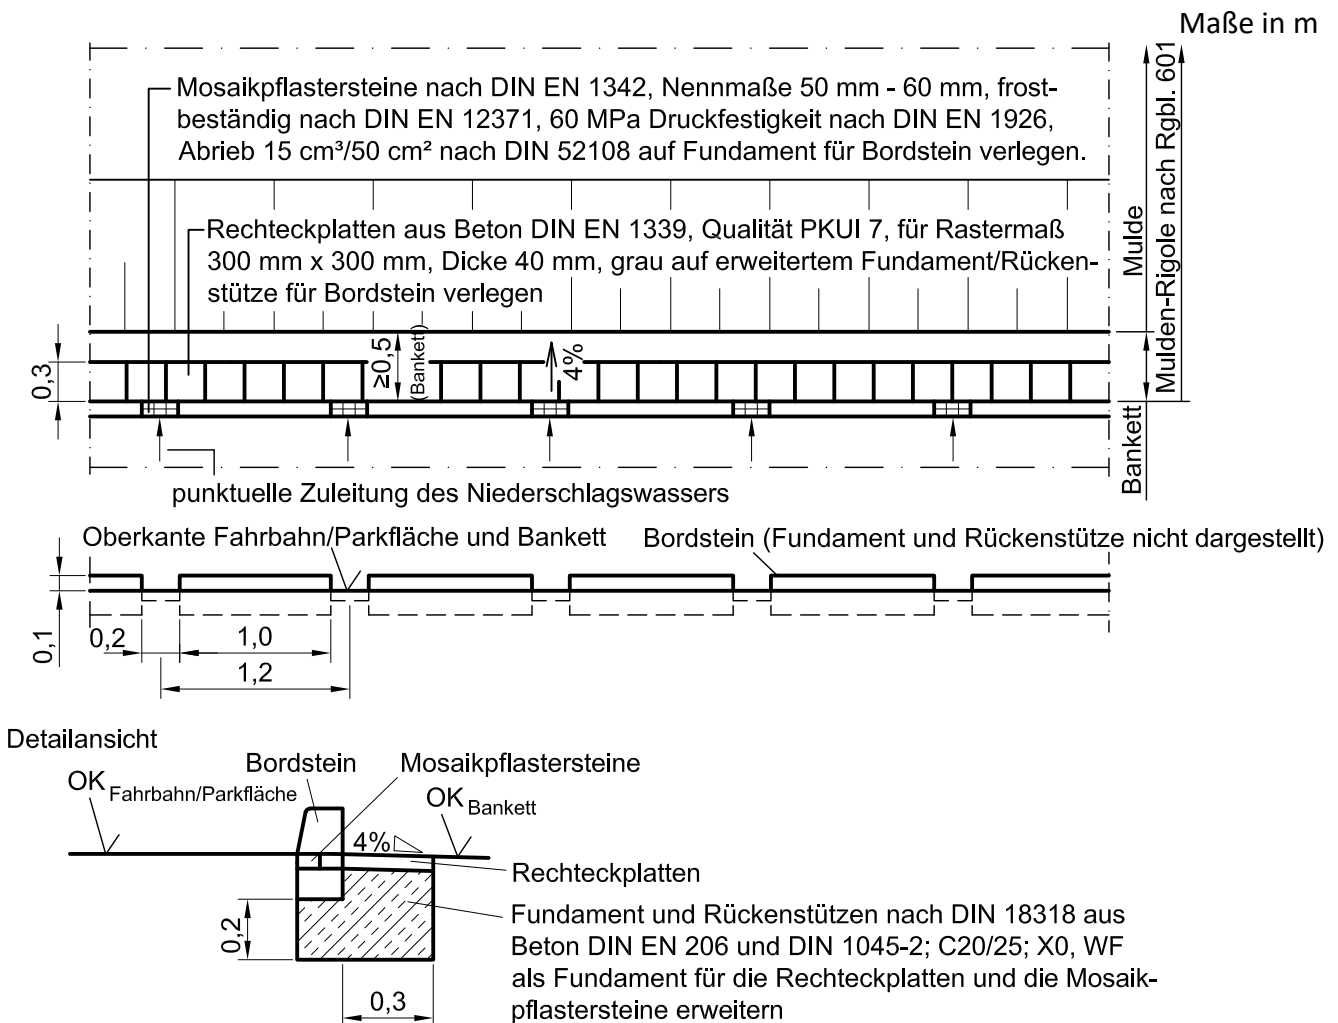 Maße in m
Mosaikpflastersteine nach DIN EN 1342, Nennmaße 50 mm - 60 mm, frost-
beständig nach DIN EN 12371, 60 MPa Druckfestigkeit nach DIN EN 1926,
Abrieb 15 cm³/50 cm² nach DIN 52108 auf Fundament für Bordstein verlegen.
Rechteckplatten aus Beton DIN EN 1339, Qualität PKUI 7, für Rastermaß
300 mm x 300 mm, Dicke 40 mm, grau auf erweitertem Fundament/Rücken-
stütze für Bordstein verlegen
Mulde
Mulden-Rigole nach Rgbl. 601
0,3
≥0,5
(Bankett)
4%
Bankett
punktuelle Zuleitung des Niederschlagswassers
Oberkante Fahrbahn/Parkfläche und Bankett
Bordstein (Fundament und Rückenstütze nicht dargestellt)
0,1
0,2
1,0
1,2
Detailansicht
Bordstein
Mosaikpflastersteine
OK Fahrbahn/Parkfläche
OK Bankett
4%
Rechteckplatten
0,2
Fundament und Rückenstützen nach DIN 18318 aus
Beton DIN EN 206 und DIN 1045-2; C20/25; X0, WF
als Fundament für die Rechteckplatten und die Mosaik-
pflastersteine erweitern
0,3